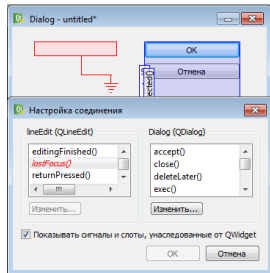 Dialog - untitled*
OK
Отмена
ected()
Настройка соединения
lineEdit (QLineEdit)
Dialog (QDialog)
editingFinished()
lostFocus()
returnPressed()
accept()
close()
deleteLater()
exec()
Изменить...
Изменить...
Показывать сигналы и слоты, унаследованные от QWidget
OK
Отмена